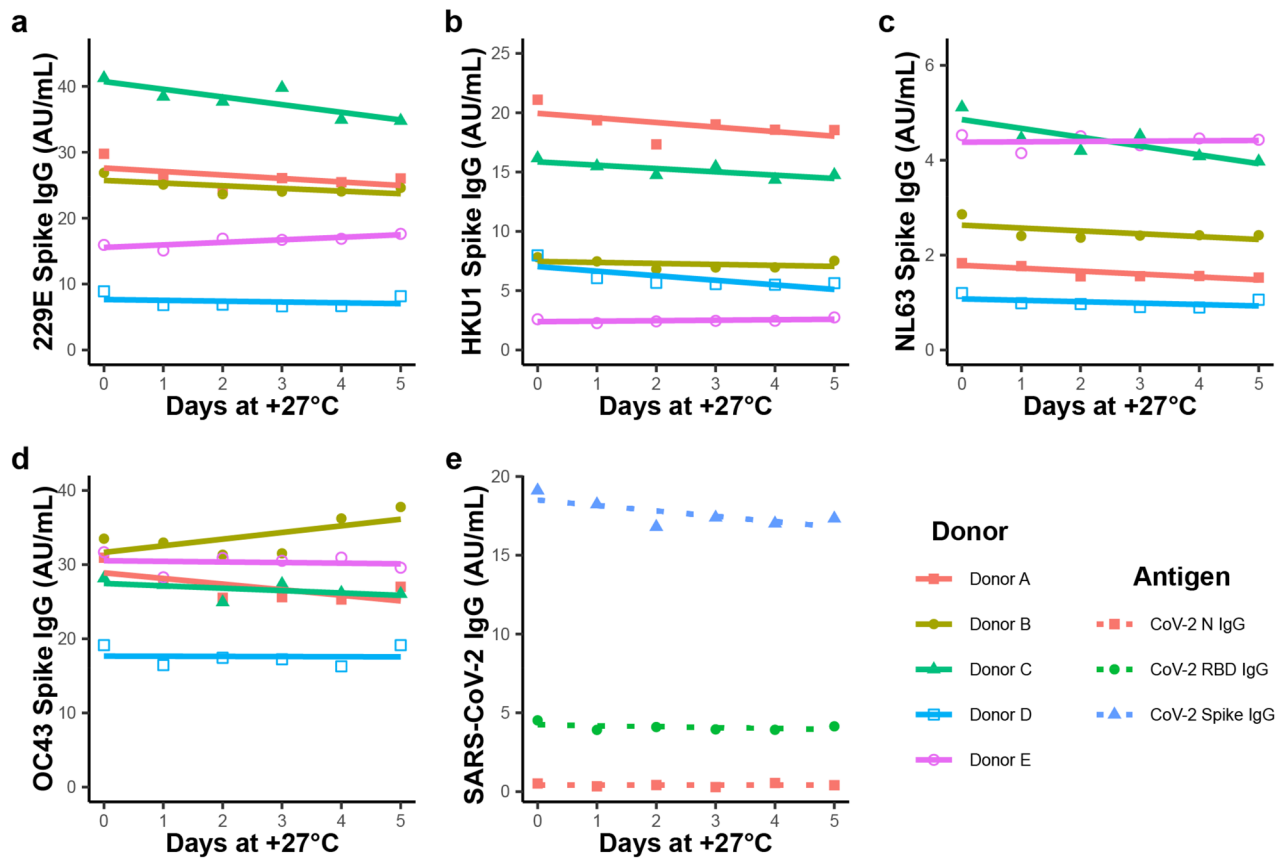 a
229E Spike IgG (AU/mL)
40
30
20
10
0
0 1 2 3 4 5
Days at +27°C
b
HKU1 Spike IgG (AU/mL)
25
20
15
10
5
0
0 1 2 3 4 5
Days at +27°C
c
NL63 Spike IgG (AU/mL)
6
4
2
0
0 1 2 3 4 5
Days at +27°C
d
OC43 Spike IgG (AU/mL)
40
30
20
10
0
0 1 2 3 4 5
Days at +27°C
e
SARS-CoV-2 IgG (AU/mL)
20
15
10
5
0
0 1 2 3 4 5
Days at +27°C
Donor
Donor A
Donor B
Donor C
Donor D
Donor E
Antigen
CoV-2 N IgG
CoV-2 RBD IgG
CoV-2 Spike IgG